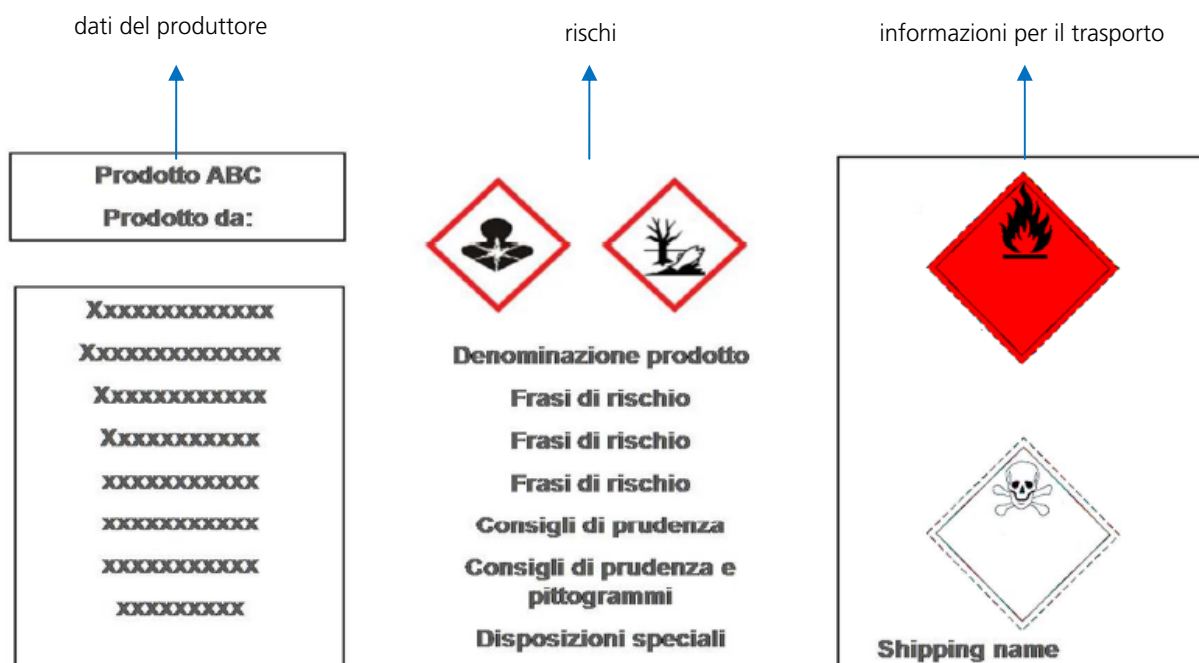 dati del produttore
rischi
informazioni per il trasporto
Prodotto ABC
Prodotto da:
Xxxxxxxxxxxxx
Xxxxxxxxxxxxxx
Xxxxxxxxxxxx
Xxxxxxxxxxx
xxxxxxxxxxx
xxxxxxxxxxx
xxxxxxxxxxx
xxxxxxxxx
Denominazione prodotto
Frasi di rischio
Frasi di rischio
Frasi di rischio
Consigli di prudenza
Consigli di prudenza e
pittogrammi
Disposizioni speciali
Shipping name